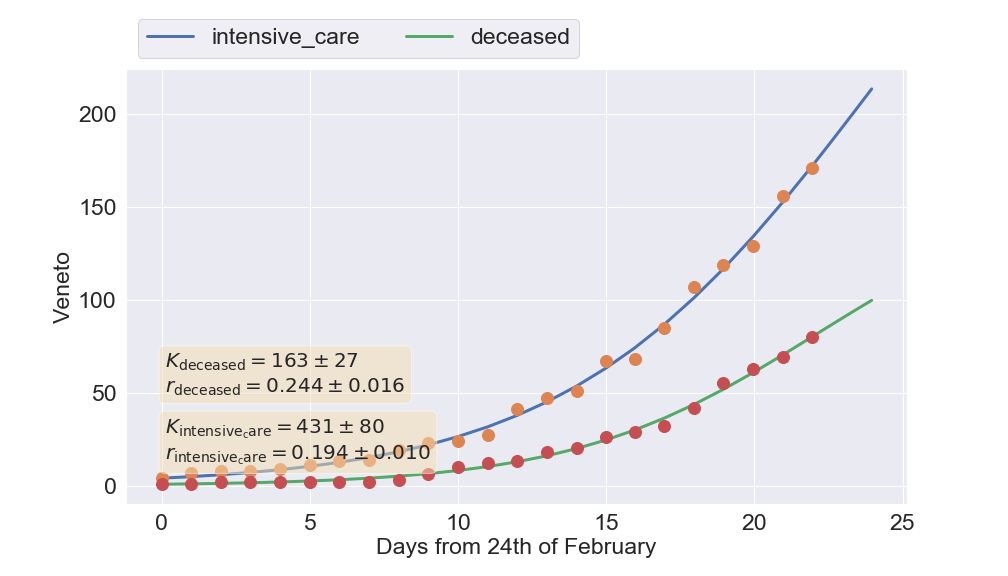 intensive_care deceased
200
150
100
50
0
Veneto
K_deceased = 163 ± 27
r_deceased = 0.244 ± 0.016
K_intensive_care = 431 ± 80
r_intensive_care = 0.194 ± 0.010
0 5 10 15 20 25
Days from 24th of February